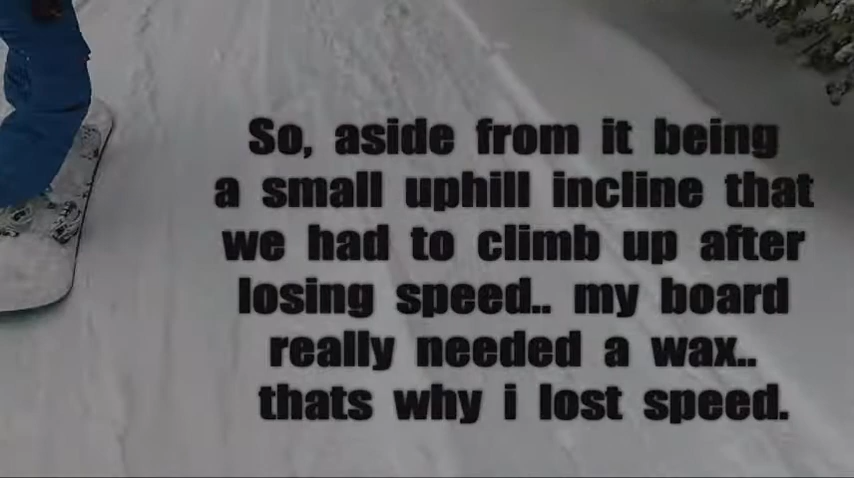 So, aside from it being
a small uphill incline that
we had to climb up after
losing speed.. my board
really needed a wax..
thats why i lost speed.